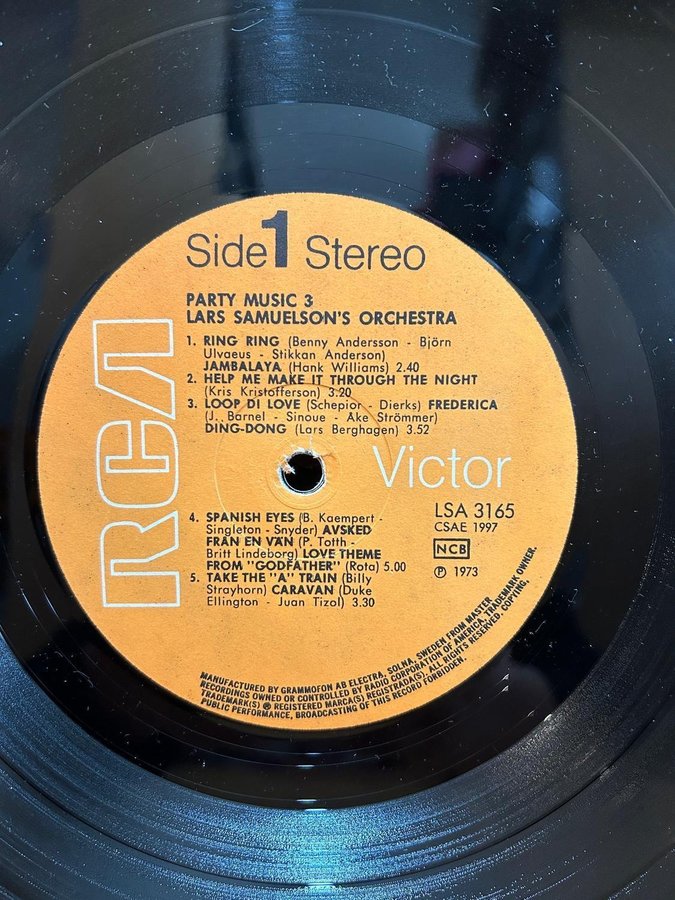 Side 1 Stereo
PARTY MUSIC 3
LARS SAMUELSON'S ORCHESTRA
1. RING RING (Benny Andersson - Björn
Ulvaeus - Stikkan Anderson)
JAMBALAYA (Hank Williams) 2.40
2. HELP ME MAKE IT THROUGH THE NIGHT
(Kris Kristofferson) 3.20
3. LOOP DI LOVE (Schepior - Dierks) FREDERICA
(J. Barnel - Sinoue - Åke Strömmer)
DING-DONG (Lars Berghagen) 3.52
RCA
Victor
LSA 3165
CSAE 1997
NCB
℗ 1973
4. SPANISH EYES (B. Kaempert -
Singleton - Snyder) AVSKED
FRÅN EN VÄN (P. Totth -
Britt Lindeborg) LOVE THEME
FROM "GODFATHER" (Rota) 5.00
5. TAKE THE "A" TRAIN (Billy
Strayhorn) CARAVAN (Duke
Ellington - Juan Tizol) 3.30
MANUFACTURED BY GRAMMOFON AB ELECTRA, SOLNA, SWEDEN FROM MASTER
RECORDINGS OWNED OR CONTROLLED BY RADIO CORPORATION OF AMERICA, TRADEMARK OWNER.
TRADEMARK(S) ® REGISTERED MARCA(S) REGISTRADA(S) ALL RIGHTS RESERVED. COPYING,
PUBLIC PERFORMANCE, BROADCASTING OF THIS RECORD FORBIDDEN.